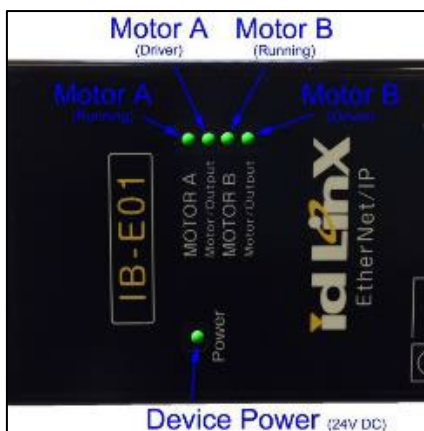 Motor A Motor B
(Driver) (Running)
Motor A Motor B
(Running) (Driver)
IB-E01
MOTOR A
Motor/Output
MOTOR B
Motor/Output
id LinX
EtherNet/IP
Power
Device Power (24V DC)